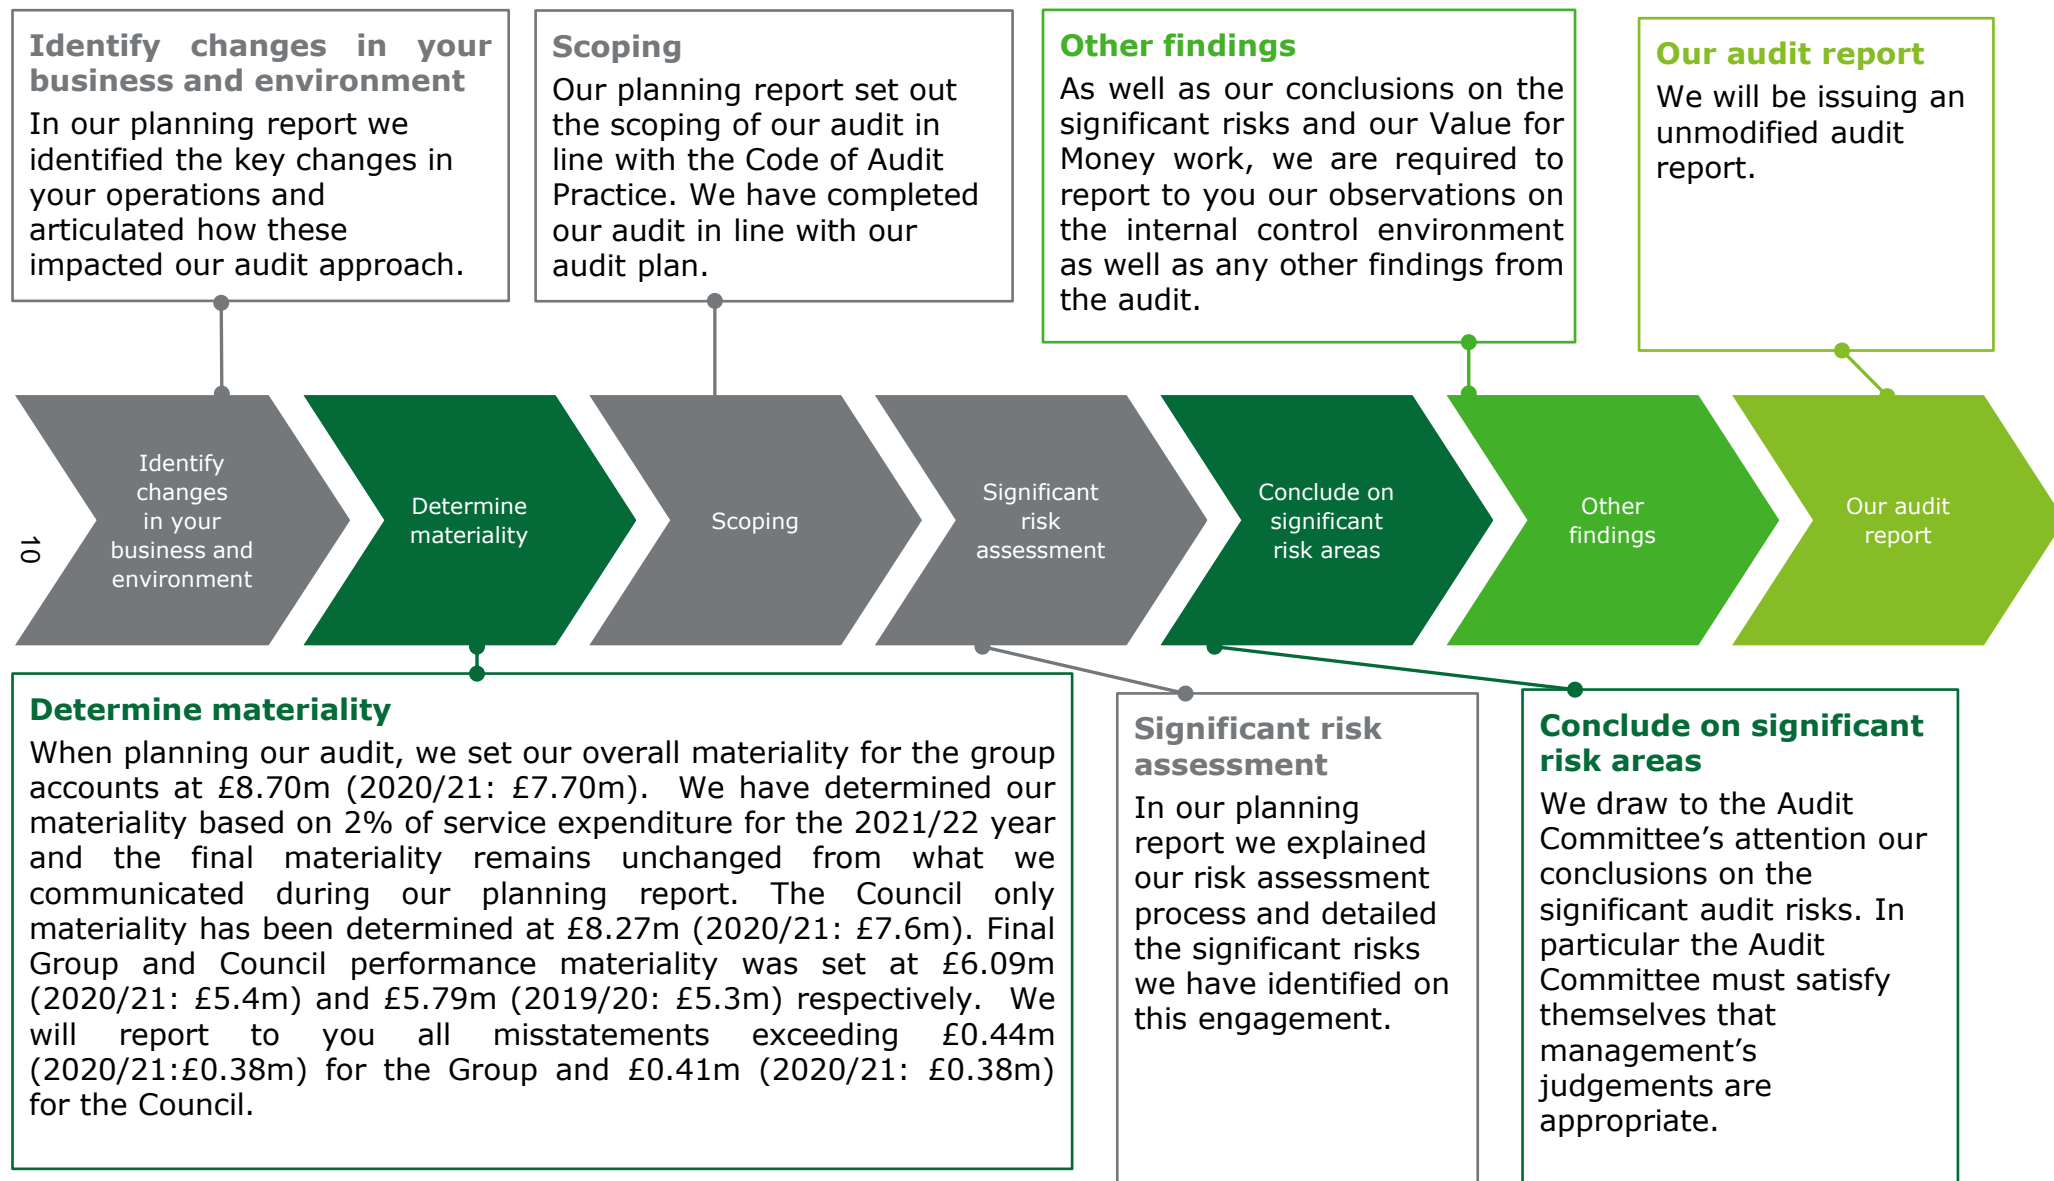 Identify changes in your
business and environment
In our planning report we
identified the key changes in
your operations and
articulated how these
impacted our audit approach.
Scoping
Our planning report set out
the scoping of our audit in
line with the Code of Audit
Practice. We have completed
our audit in line with our
audit plan.
Other findings
As well as our conclusions on the
significant risks and our Value for
Money work, we are required to
report to you our observations on
the internal control environment
as well as any other findings from
the audit.
Our audit report
We will be issuing an
unmodified audit
report.
Identify
changes
in your
business and
environment
Determine
materiality
Scoping
Significant
risk
assessment
Conclude on
significant
risk areas
Other
findings
Our audit
report
10
Determine materiality
When planning our audit, we set our overall materiality for the group
accounts at £8.70m (2020/21: £7.70m). We have determined our
materiality based on 2% of service expenditure for the 2021/22 year
and the final materiality remains unchanged from what we
communicated during our planning report. The Council only
materiality has been determined at £8.27m (2020/21: £7.6m). Final
Group and Council performance materiality was set at £6.09m
(2020/21: £5.4m) and £5.79m (2019/20: £5.3m) respectively. We
will report to you all misstatements exceeding £0.44m
(2020/21:£0.38m) for the Group and £0.41m (2020/21: £0.38m)
for the Council.
Significant risk
assessment
In our planning
report we explained
our risk assessment
process and detailed
the significant risks
we have identified on
this engagement.
Conclude on significant
risk areas
We draw to the Audit
Committee’s attention our
conclusions on the
significant audit risks. In
particular the Audit
Committee must satisfy
themselves that
management’s
judgements are
appropriate.